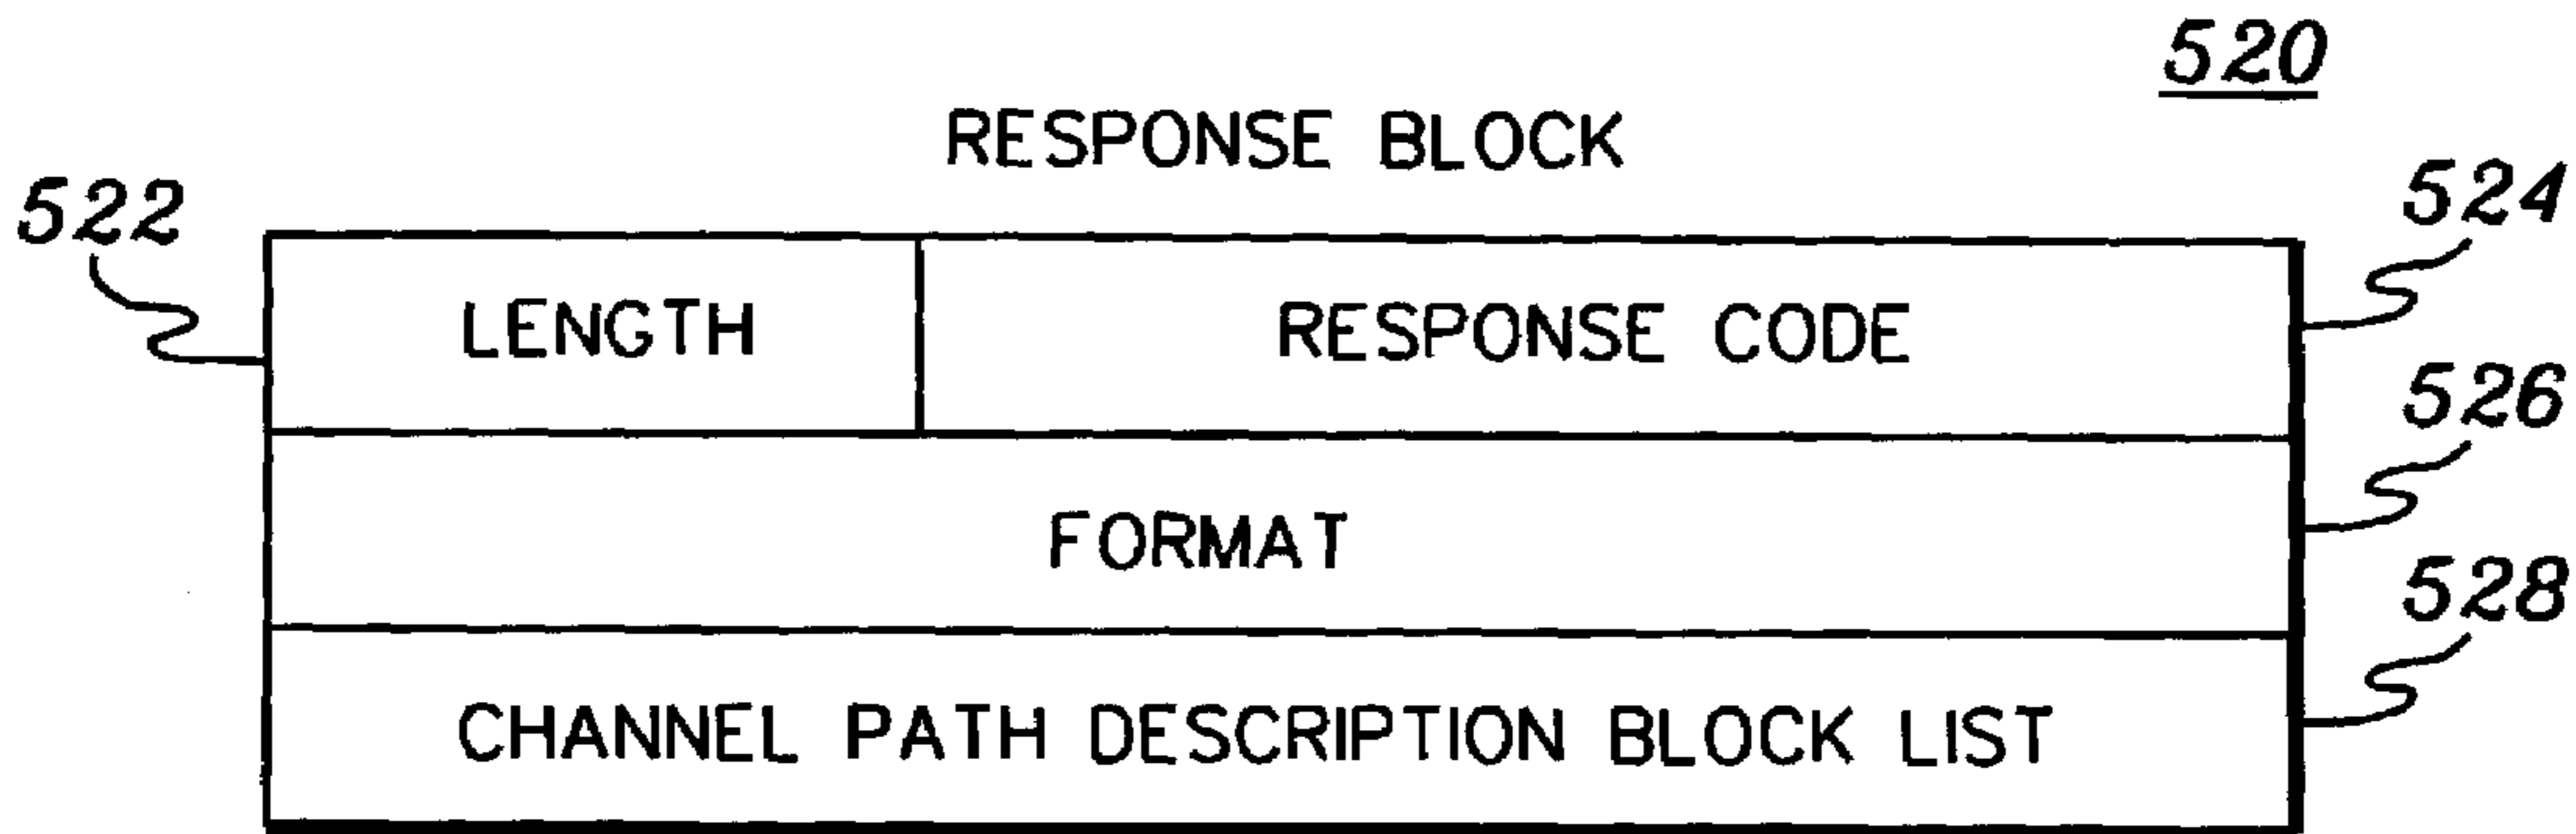 520
RESPONSE BLOCK
522
524
LENGTH RESPONSE CODE
526
FORMAT
528
CHANNEL PATH DESCRIPTION BLOCK LIST